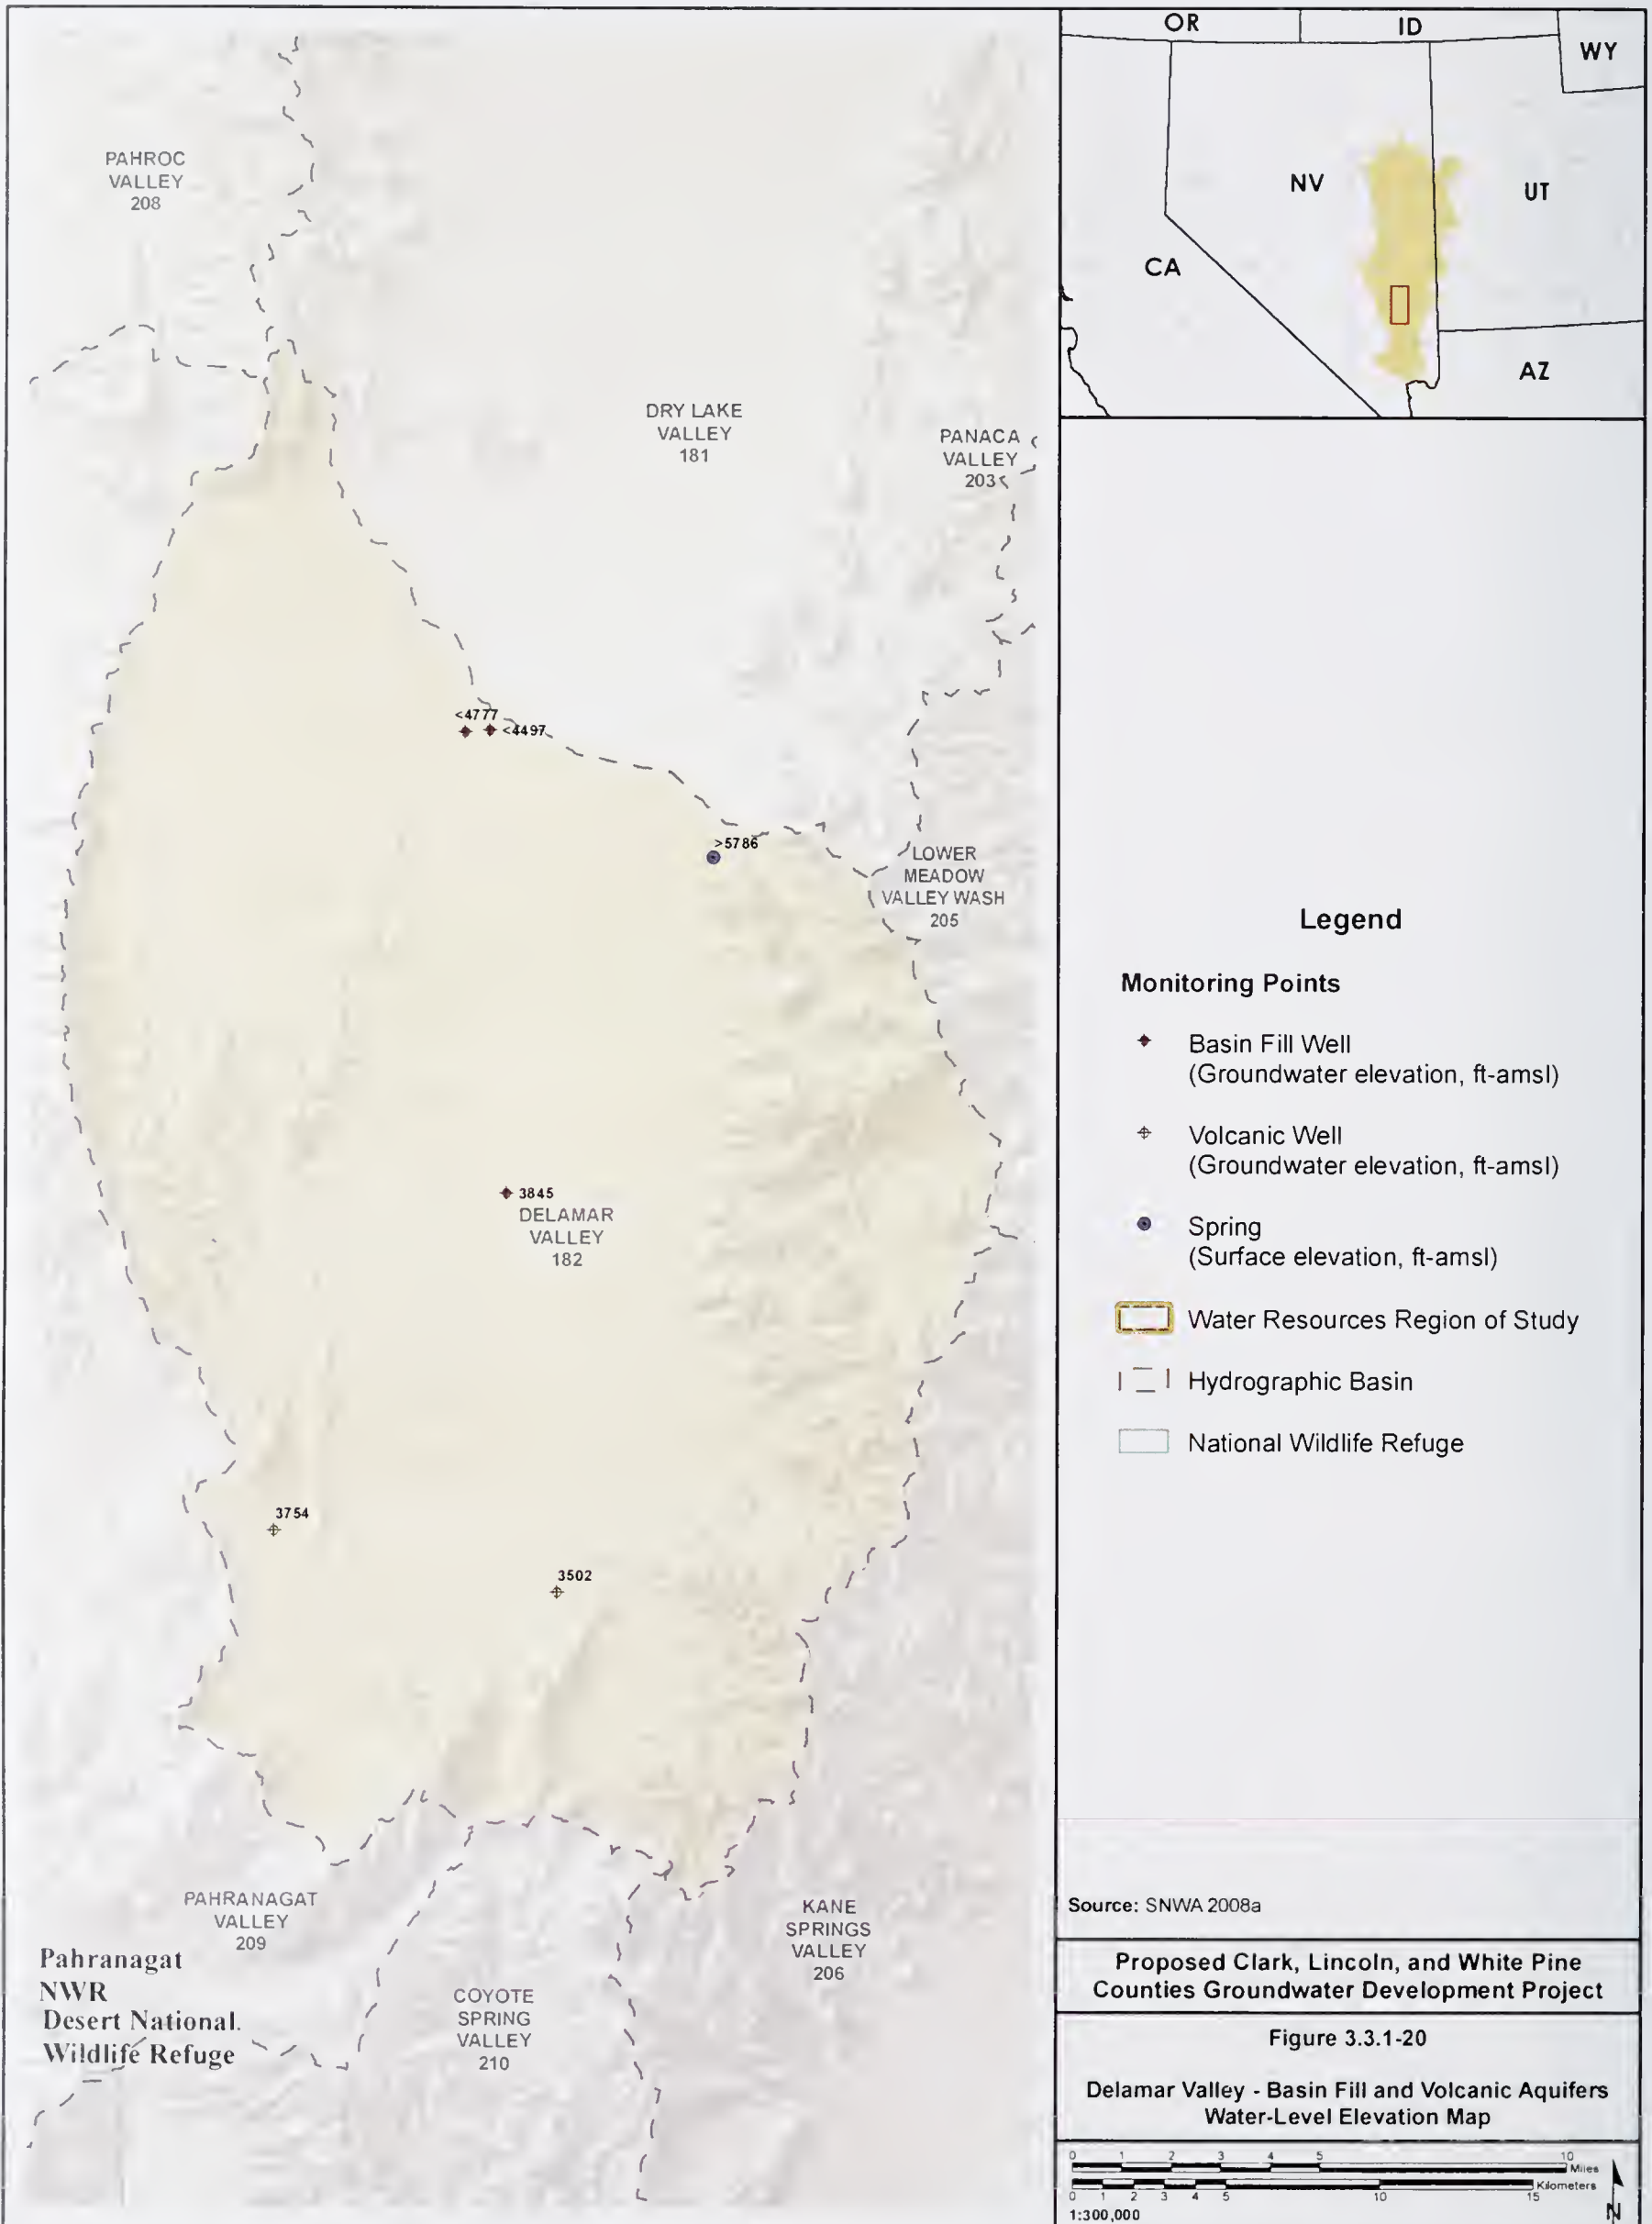 PAHROC
VALLEY
208
DRY LAKE
VALLEY
181
PANACA
VALLEY
203
<4777
<4497
>5786
LOWER
MEADOW
VALLEY WASH
205
3845
DELAMAR
VALLEY
182
3754
3502
PAHRANAGAT
VALLEY
209
Pahranagat
NWR
Desert National
Wildlife Refuge
COYOTE
SPRING
VALLEY
210
KANE
SPRINGS
VALLEY
206
OR
ID
WY
NV
UT
CA
AZ
Legend
Monitoring Points
Basin Fill Well
(Groundwater elevation, ft-amsl)
Volcanic Well
(Groundwater elevation, ft-amsl)
Spring
(Surface elevation, ft-amsl)
Water Resources Region of Study
Hydrographic Basin
National Wildlife Refuge
Source: SNWA 2008a
Proposed Clark, Lincoln, and White Pine
Counties Groundwater Development Project
Figure 3.3.1-20
Delamar Valley - Basin Fill and Volcanic Aquifers
Water-Level Elevation Map
0 1 2 3 4 5 10
Miles
Kilometers
0 1 2 3 4 5 10 15
1:300,000
N